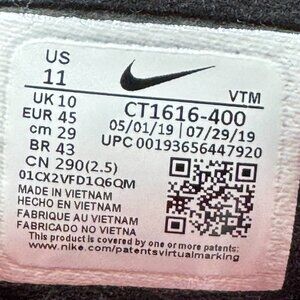 US
11
VTM
UK 10
EUR 45
cm 29
BR 43
CN 290(2.5)
CT1616-400
05/01/19 07/29/19
UPC 00193656447920
01CX2VFD1Q6QM
MADE IN VIETNAM
HECHO EN VIETNAM
FABRIQUE AU VIETNAM
FABRICADO NO VIETNA
This product is covered by one or more patents:
www.nike.com/patentsvirtualmarking